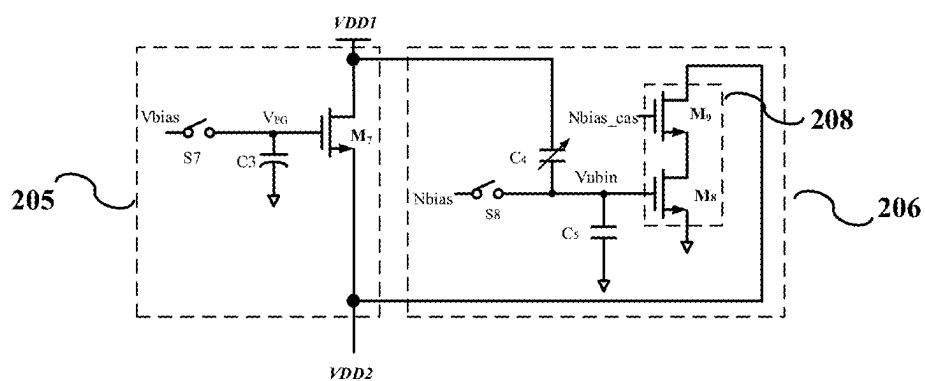 VDD1
Vbias
S7
VPG
C3
M7
205
Nbias_cas
M9
208
C4
Nbias
S8
VNbin
M8
C5
206
VDD2